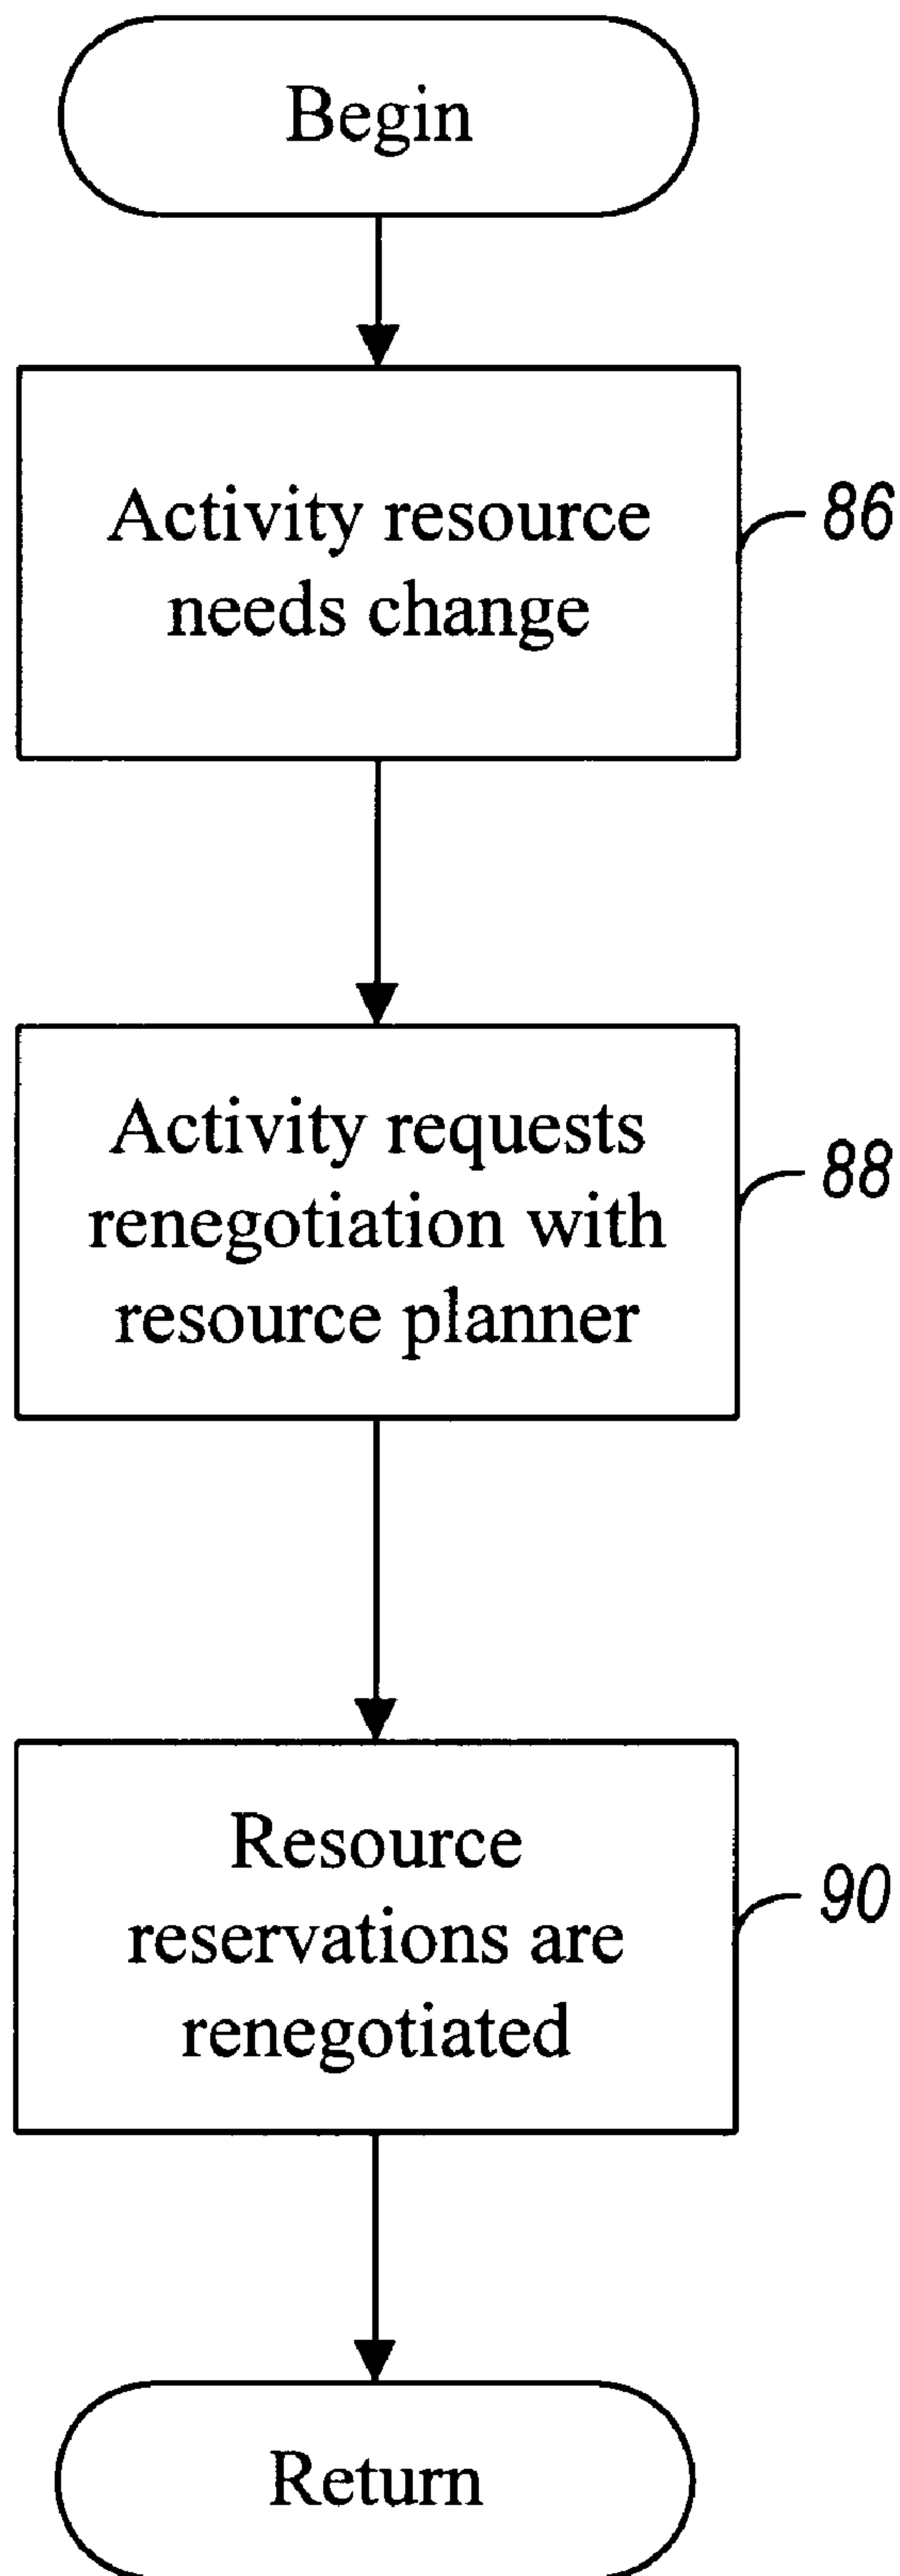 Begin
Activity resource
needs change
86
Activity requests
renegotiation with
resource planner
88
Resource
reservations are
renegotiated
90
Return